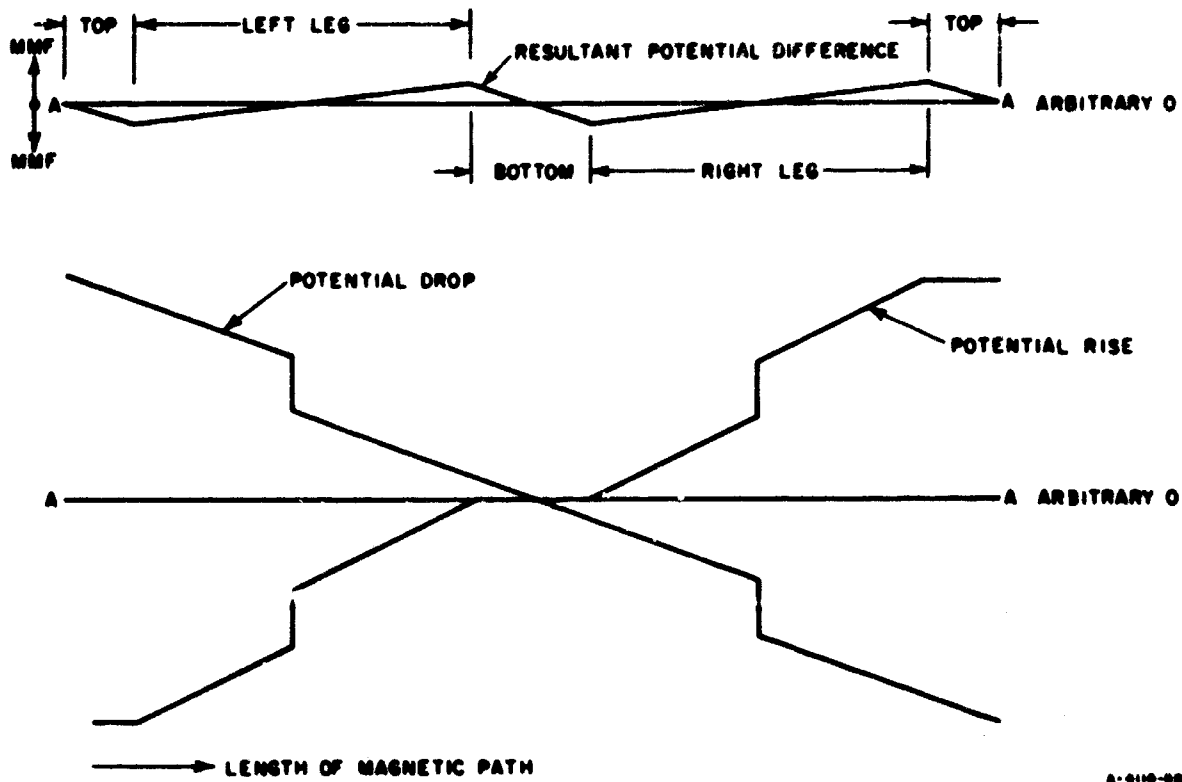 TOP
LEFT LEG
TOP
MMF
RESULTANT POTENTIAL DIFFERENCE
A
A ARBITRARY 0
MMF
BOTTOM
RIGHT LEG
POTENTIAL DROP
POTENTIAL RISE
A
A ARBITRARY 0
LENGTH OF MAGNETIC PATH